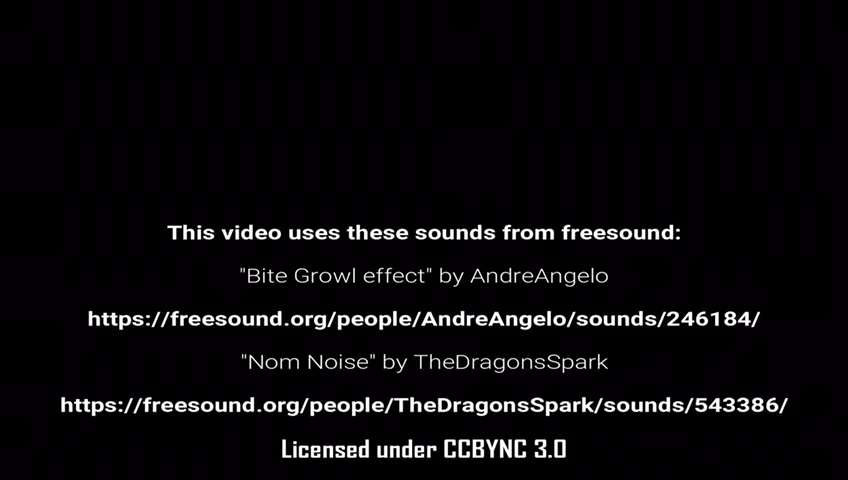 This video uses these sounds from freesound:
"Bite Growl effect" by AndreAngelo
https://freesound.org/people/AndreAngelo/sounds/246184/
"Nom Noise" by TheDragonsSpark
https://freesound.org/people/TheDragonsSpark/sounds/543386/
Licensed under CCBYNC 3.0